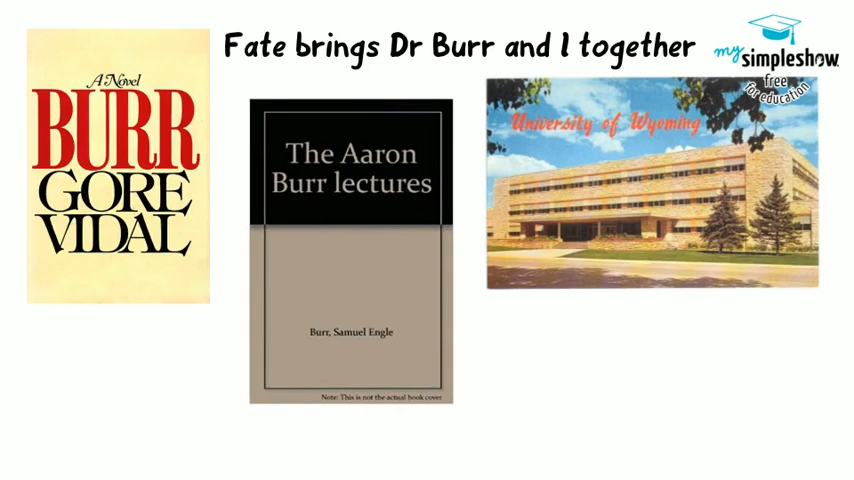 Fate brings Dr Burr and I together
my
simpleshow
free
for education
A Novel
BURR
GORE
VIDAL
The Aaron
Burr lectures
Burr, Samuel Engle
Note: This is not the actual book cover
University of Wyoming